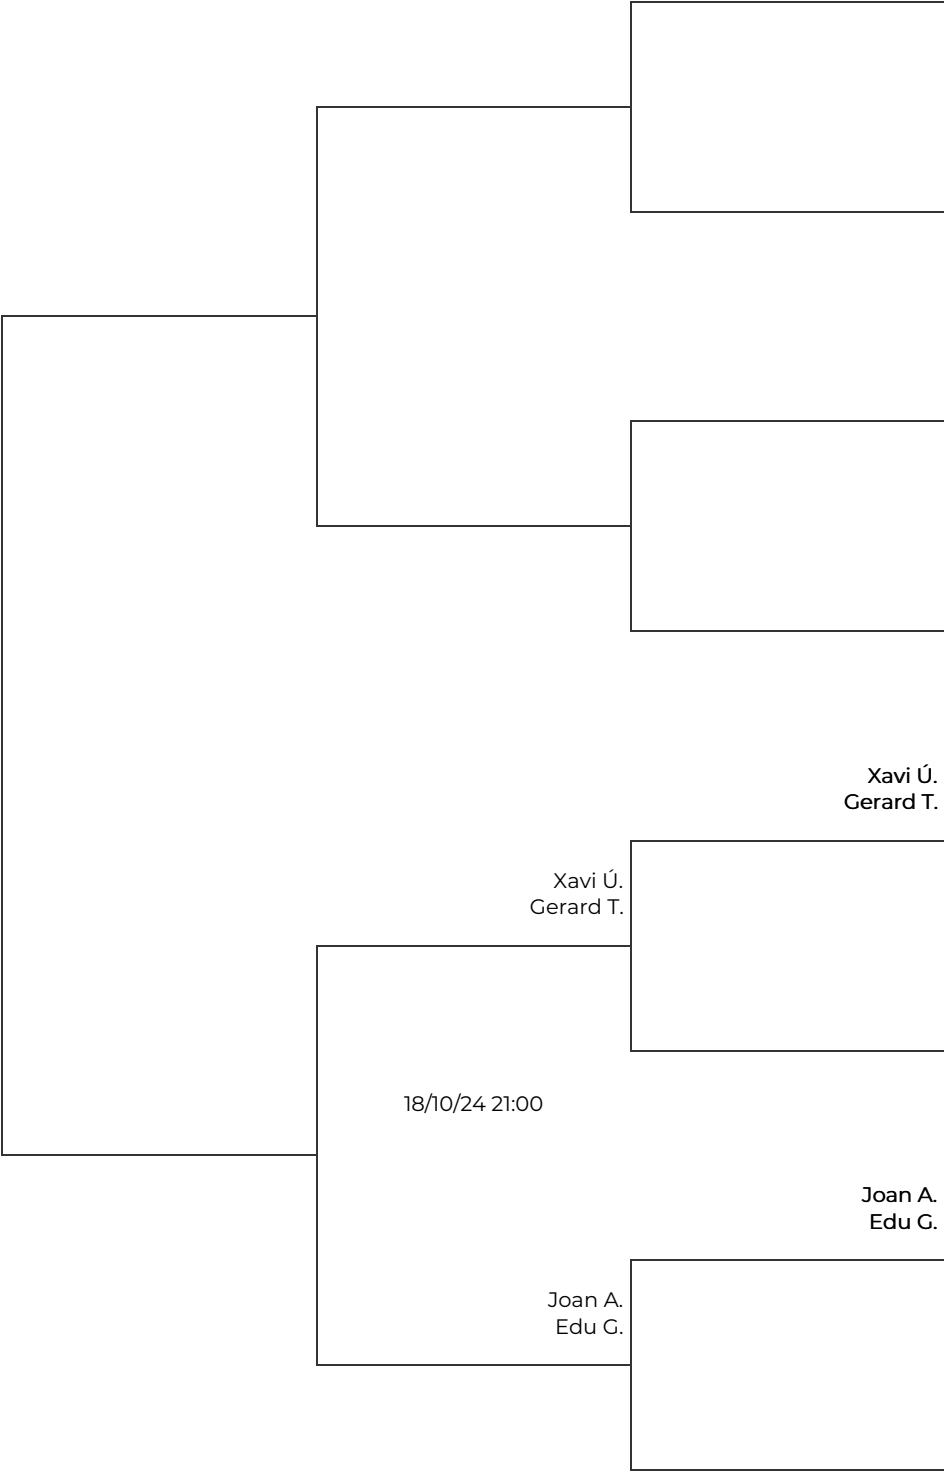 Xavi Ú.
Gerard T.
Xavi Ú.
Gerard T.
18/10/24 21:00
Joan A.
Edu G.
Joan A.
Edu G.